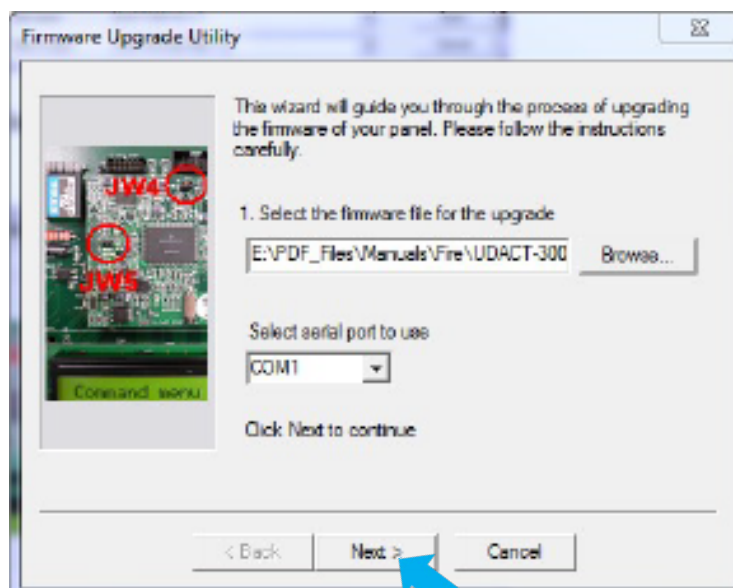 Firmware Upgrade Utility
This wizard will guide you through the process of upgrading
the firmware of your panel. Please follow the instructions
carefully.
JW4
JW5
Command menu
1. Select the firmware file for the upgrade
E:\PDF_Files\Manuals\Fire\UDACT-300
Browse...
Select serial port to use
COM1
Click Next to continue
< Back
Next >
Cancel